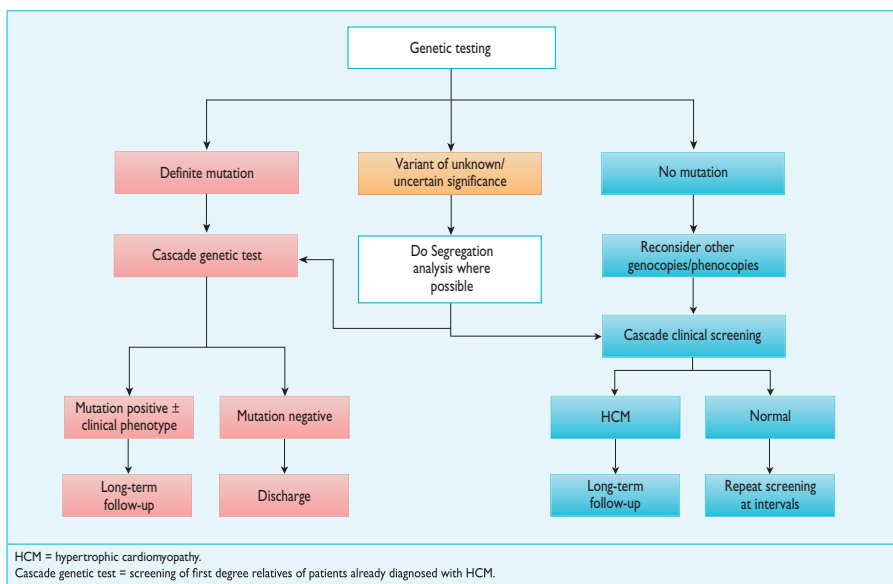 Genetic testing
Definite mutation
Variant of unknown/
uncertain significance
No mutation
Cascade genetic test
Do Segregation
analysis where
possible
Reconsider other
genocopies/phenocopies
Cascade clinical screening
Mutation positive ±
clinical phenotype
Mutation negative
HCM
Normal
Long-term
follow-up
Discharge
Long-term
follow-up
Repeat screening
at intervals
HCM = hypertrophic cardiomyopathy.
Cascade genetic test = screening of first degree relatives of patients already diagnosed with HCM.